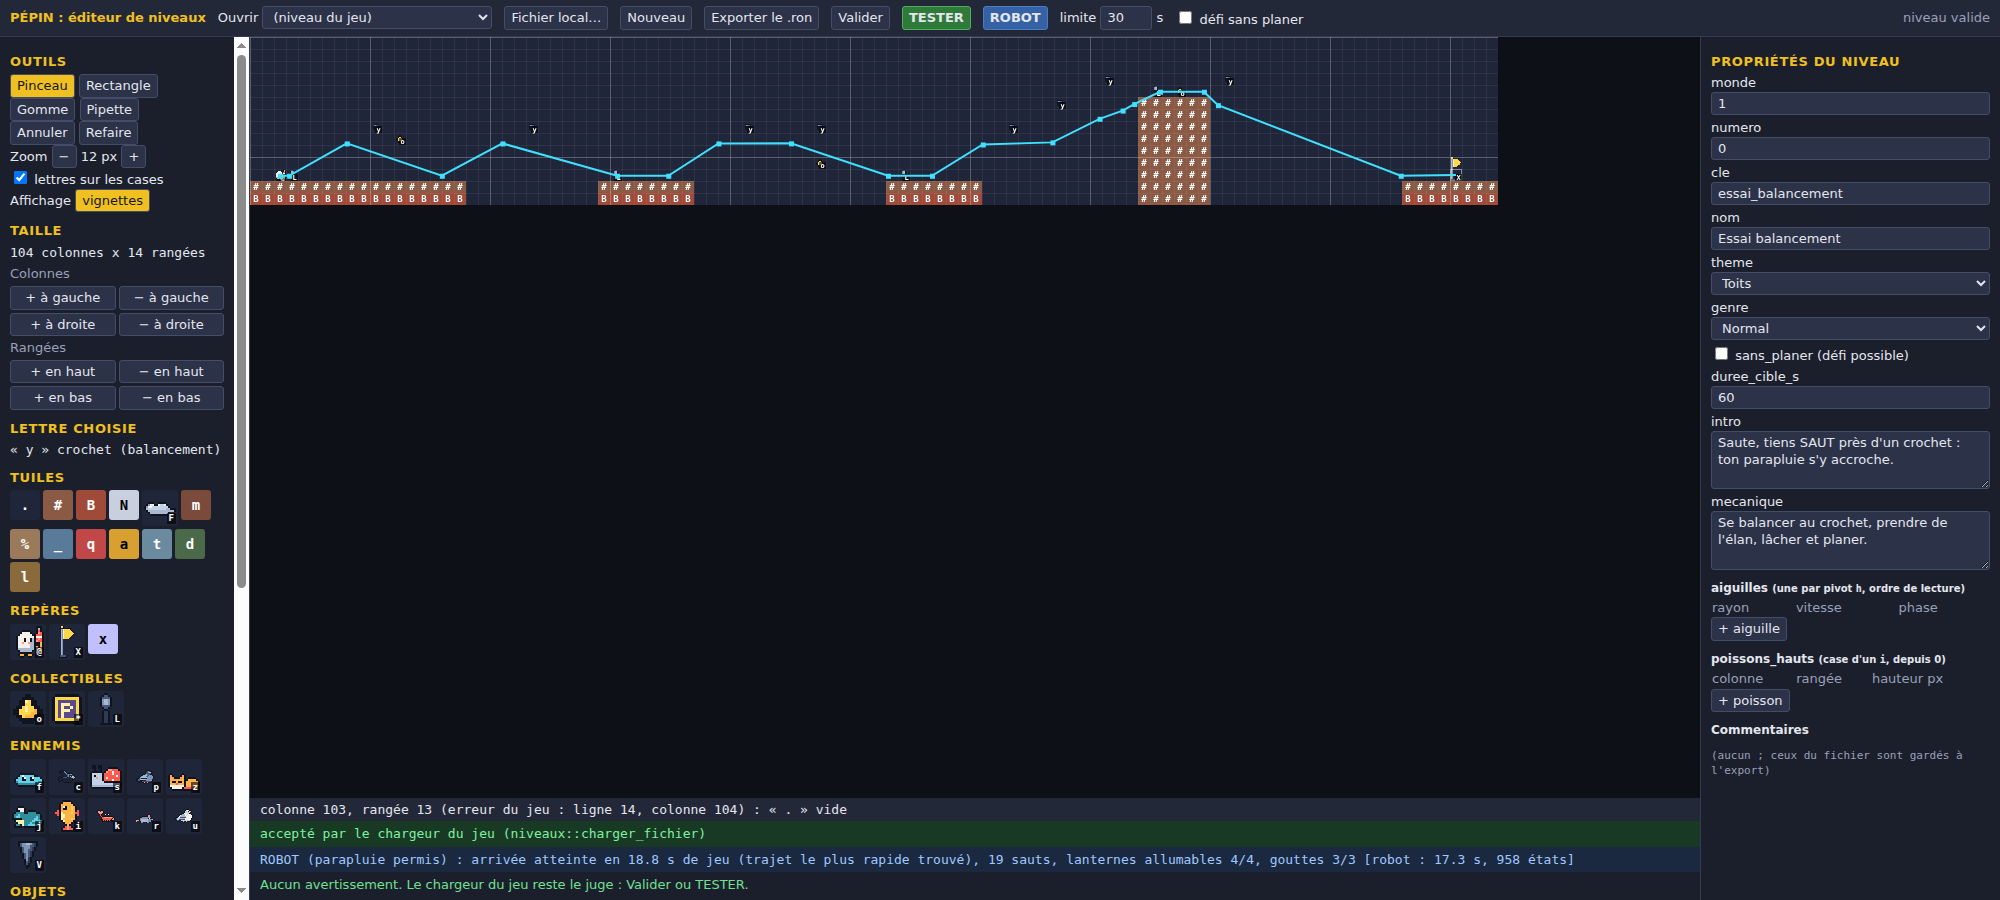 PÉPIN : éditeur de niveaux Ouvrir (niveau du jeu) Fichier local... Nouveau Exporter le .ron Valider TESTER ROBOT limite 30 s défi sans planer niveau valide
OUTILS
Pinceau Rectangle
Gomme Pipette
Annuler Refaire
Zoom − 12 px +
lettres sur les cases
Affichage vignettes
TAILLE
104 colonnes x 14 rangées
Colonnes
+ à gauche − à gauche
+ à droite − à droite
Rangées
+ en haut − en haut
+ en bas − en bas
LETTRE CHOISIE
« y » crochet (balancement)
TUILES
. # B N F m
% _ q a t d
l
REPÈRES
@ X x
COLLECTIBLES
o * L
ENNEMIS
f c s p z
j i k r u
V
OBJETS
y y
y y y y y
o o
o
L L L L X
# # # # # # # # # # # # # # # # # #
B B B B B B B B B B B B B B B B B B
# # # # # # # #
B B B B B B B B
# # # # # # # #
B B B B B B B B
# # # # # #
# # # # # #
# # # # # #
# # # # # #
# # # # # #
# # # # # #
# # # # # #
# # # # # #
# # # # # #
# # # # # # # #
B B B B B B B B
colonne 103, rangée 13 (erreur du jeu : ligne 14, colonne 104) : « . » vide
accepté par le chargeur du jeu (niveaux::charger_fichier)
ROBOT (parapluie permis) : arrivée atteinte en 18.8 s de jeu (trajet le plus rapide trouvé), 19 sauts, lanternes allumables 4/4, gouttes 3/3 [robot : 17.3 s, 958 états]
Aucun avertissement. Le chargeur du jeu reste le juge : Valider ou TESTER.
PROPRIÉTÉS DU NIVEAU
monde
1
numero
0
cle
essai_balancement
nom
Essai balancement
theme
Toits
genre
Normal
sans_planer (défi possible)
duree_cible_s
60
intro
Saute, tiens SAUT près d'un crochet :
ton parapluie s'y accroche.
mecanique
Se balancer au crochet, prendre de
l'élan, lâcher et planer.
aiguilles (une par pivot h, ordre de lecture)
rayon vitesse phase
+ aiguille
poissons_hauts (case d'un i, depuis 0)
colonne rangée hauteur px
+ poisson
Commentaires
(aucun ; ceux du fichier sont gardés à
l'export)